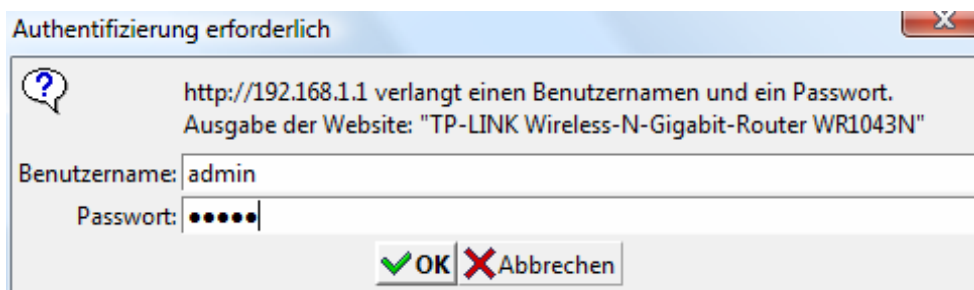 Authentifizierung erforderlich
http://192.168.1.1 verlangt einen Benutzernamen und ein Passwort.
Ausgabe der Website: "TP-LINK Wireless-N-Gigabit-Router WR1043N"
Benutzername: admin
Passwort: •••••
OK Abbrechen